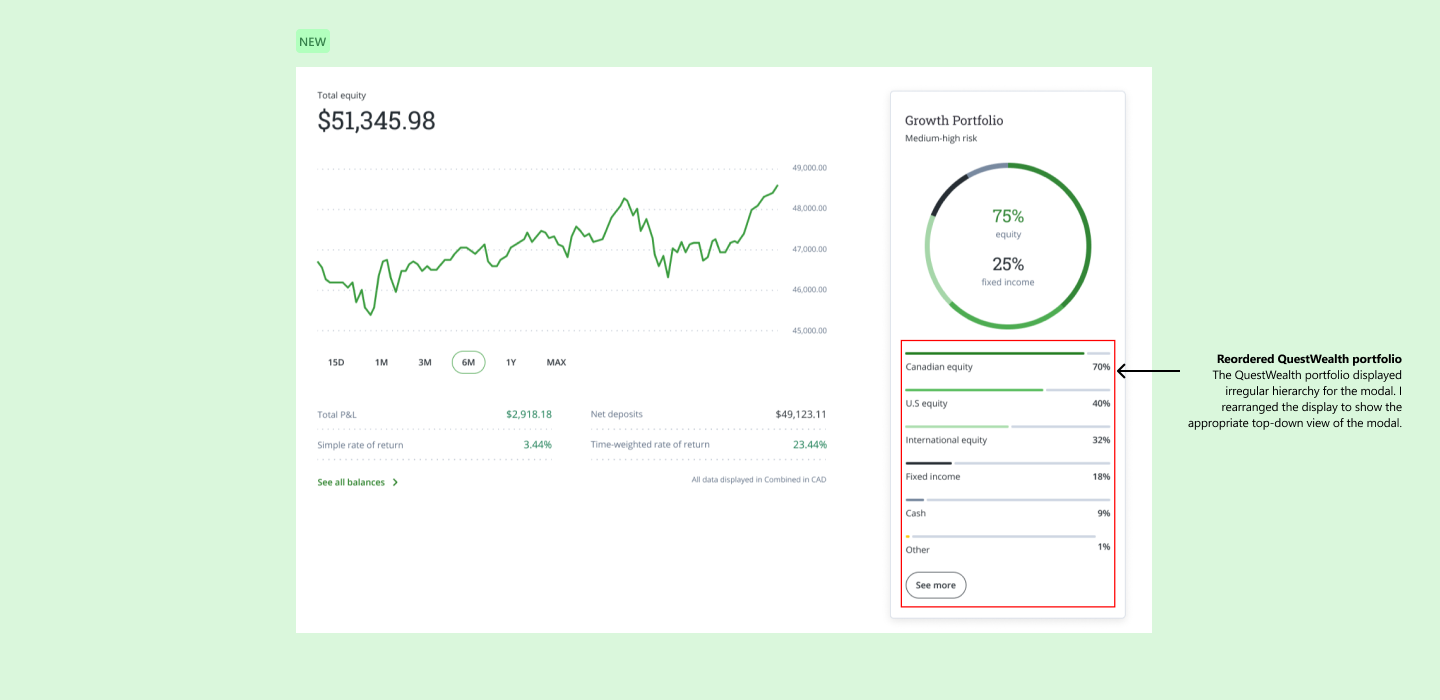 NEW
Total equity
$51,345.98
49,000.00
48,000.00
47,000.00
46,000.00
45,000.00
15D 1M 3M 6M 1Y MAX
Total P&L $2,918.18 Net deposits $49,123.11
Simple rate of return 3.44% Time-weighted rate of return 23.44%
See all balances All data displayed in Combined in CAD
Growth Portfolio
Medium-high risk
75%
equity
25%
fixed income
Canadian equity 70%
U.S equity 40%
International equity 32%
Fixed income 18%
Cash 9%
Other 1%
See more
Reordered QuestWealth portfolio
The QuestWealth portfolio displayed
irregular hierarchy for the modal. I
rearranged the display to show the
appropriate top-down view of the modal.